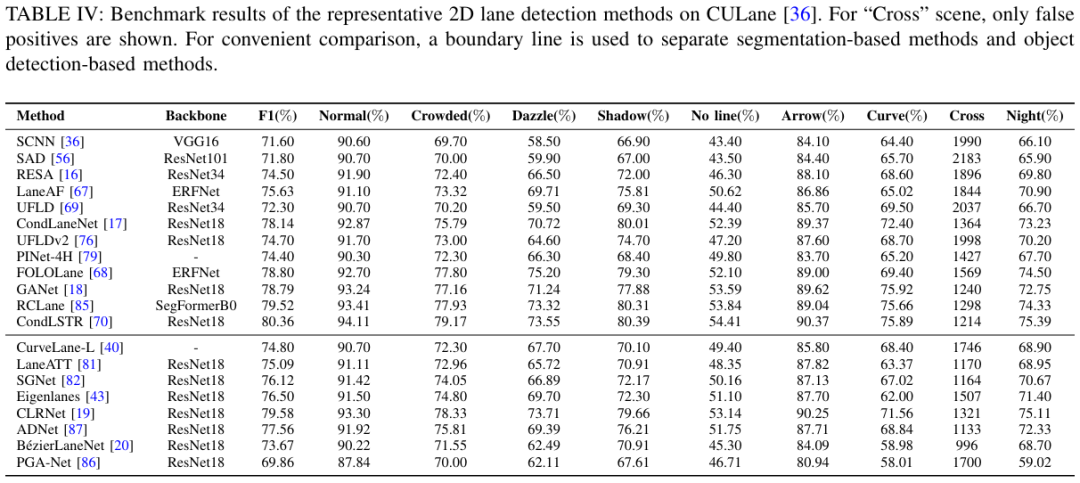 TABLE IV: Benchmark results of the representative 2D lane detection methods on CULane [36]. For “Cross” scene, only false
positives are shown. For convenient comparison, a boundary line is used to separate segmentation-based methods and object
detection-based methods.
Method Backbone F1(%) Normal(%) Crowded(%) Dazzle(%) Shadow(%) No line(%) Arrow(%) Curve(%) Cross Night(%)
SCNN [36] VGG16 71.60 90.60 69.70 58.50 66.90 43.40 84.10 64.40 1990 66.10
SAD [56] ResNet101 71.80 90.70 70.00 59.90 67.00 43.50 84.40 65.70 2183 65.90
RESA [16] ResNet34 74.50 91.90 72.40 66.50 72.00 46.30 88.10 68.60 1896 69.80
LaneAF [67] ERFNet 75.63 91.10 73.32 69.71 75.81 50.62 86.86 65.02 1844 70.90
UFLD [69] ResNet34 72.30 90.70 70.20 59.50 69.30 44.40 85.70 69.50 2037 66.70
CondLaneNet [17] ResNet18 78.14 92.87 75.79 70.72 80.01 52.39 89.37 72.40 1364 73.23
UFLDv2 [76] ResNet18 74.70 91.70 73.00 64.60 74.70 47.20 87.60 68.70 1998 70.20
PINet-4H [79] - 74.40 90.30 72.30 66.30 68.40 49.80 83.70 65.20 1427 67.70
FOLOLane [68] ERFNet 78.80 92.70 77.80 75.20 79.30 52.10 89.00 69.40 1569 74.50
GANet [18] ResNet18 78.79 93.24 77.16 71.24 77.88 53.59 89.62 75.92 1240 72.75
RCLane [85] SegFormerB0 79.52 93.41 77.93 73.32 80.31 53.84 89.04 75.66 1298 74.33
CondLSTR [70] ResNet18 80.36 94.11 79.17 73.55 80.39 54.41 90.37 75.89 1214 75.39
CurveLane-L [40] - 74.80 90.70 72.30 67.70 70.10 49.40 85.80 68.40 1746 68.90
LaneATT [81] ResNet18 75.09 91.11 72.96 65.72 70.91 48.35 87.82 63.37 1170 68.95
SGNet [82] ResNet18 76.12 91.42 74.05 66.89 72.17 50.16 87.13 67.02 1164 70.67
Eigenlanes [43] ResNet18 76.50 91.50 74.80 69.70 72.30 51.10 87.70 62.00 1507 71.40
CLRNet [19] ResNet18 79.58 93.30 78.33 73.71 79.66 53.14 90.25 71.56 1321 75.11
ADNet [87] ResNet18 77.56 91.92 75.81 69.39 76.21 51.75 87.71 68.84 1133 72.33
BézierLaneNet [20] ResNet18 73.67 90.22 71.55 62.49 70.91 45.30 84.09 58.98 996 68.70
PGA-Net [86] ResNet18 69.86 87.84 70.00 62.11 67.61 46.71 80.94 58.01 1700 59.02